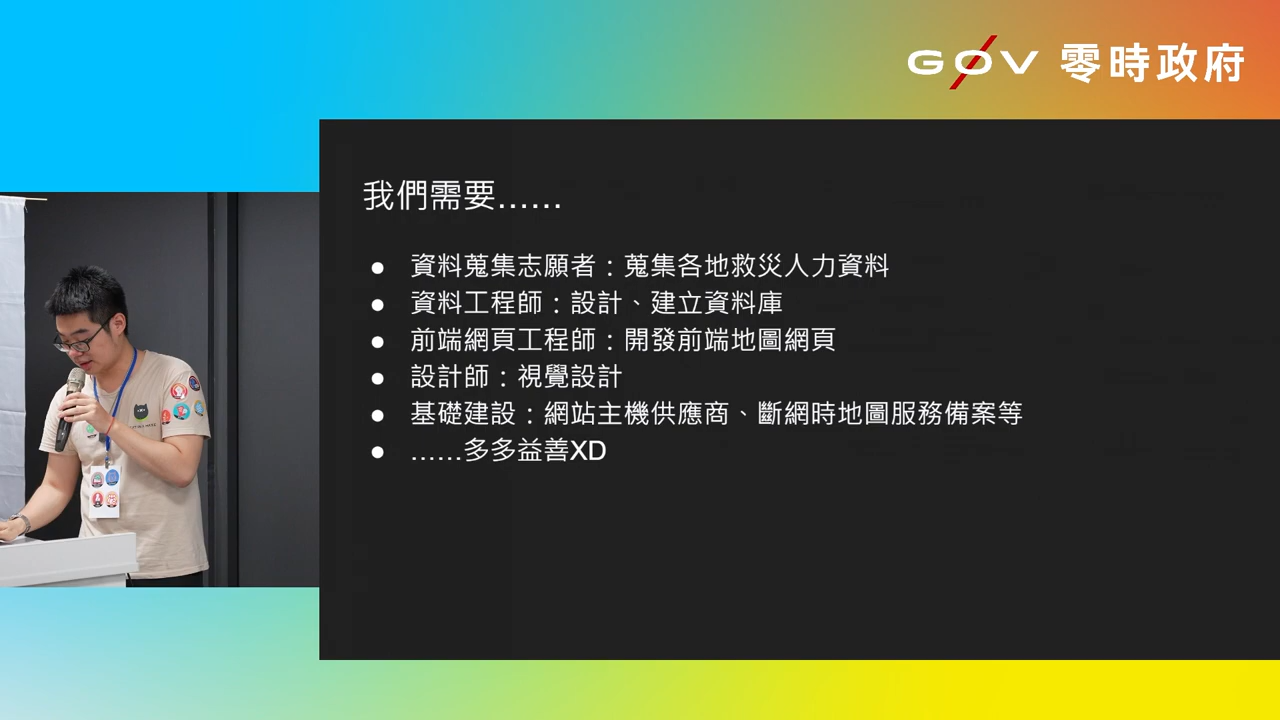 GOV 零時政府
我們需要……
● 資料蒐集志願者：蒐集各地救災人力資料
● 資料工程師：設計、建立資料庫
● 前端網頁工程師：開發前端地圖網頁
● 設計師：視覺設計
● 基礎建設：網站主機供應商、斷網時地圖服務備案等
● ……多多益善XD